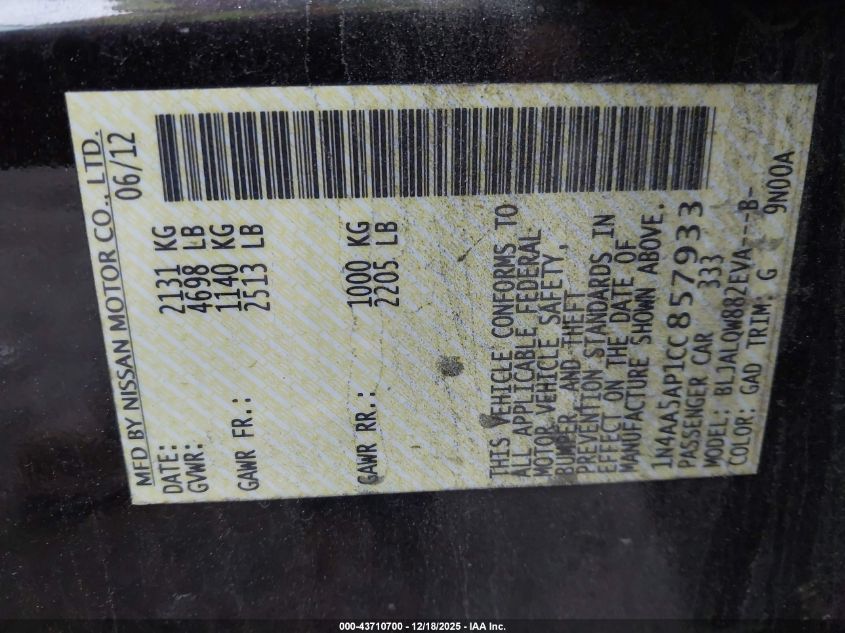 MFD BY NISSAN MOTOR CO., LTD.
DATE: 06/12
GVWR: 2131 KG
4698 LB
GAWR FR.: 1140 KG
2513 LB
GAWR RR.: 1000 KG
2205 LB
THIS VEHICLE CONFORMS TO
ALL APPLICABLE FEDERAL
MOTOR VEHICLE SAFETY,
BUMPER AND THEFT
PREVENTION STANDARDS IN
EFFECT ON THE DATE OF
MANUFACTURE SHOWN ABOVE.
1N4AA5AP1CC857933
PASSENGER CAR 333
MODEL: BLJALQW882EVA---B-
COLOR: GAD TRIM: G 9N00A
000-43710700 - 12/18/2025 - IAA Inc.